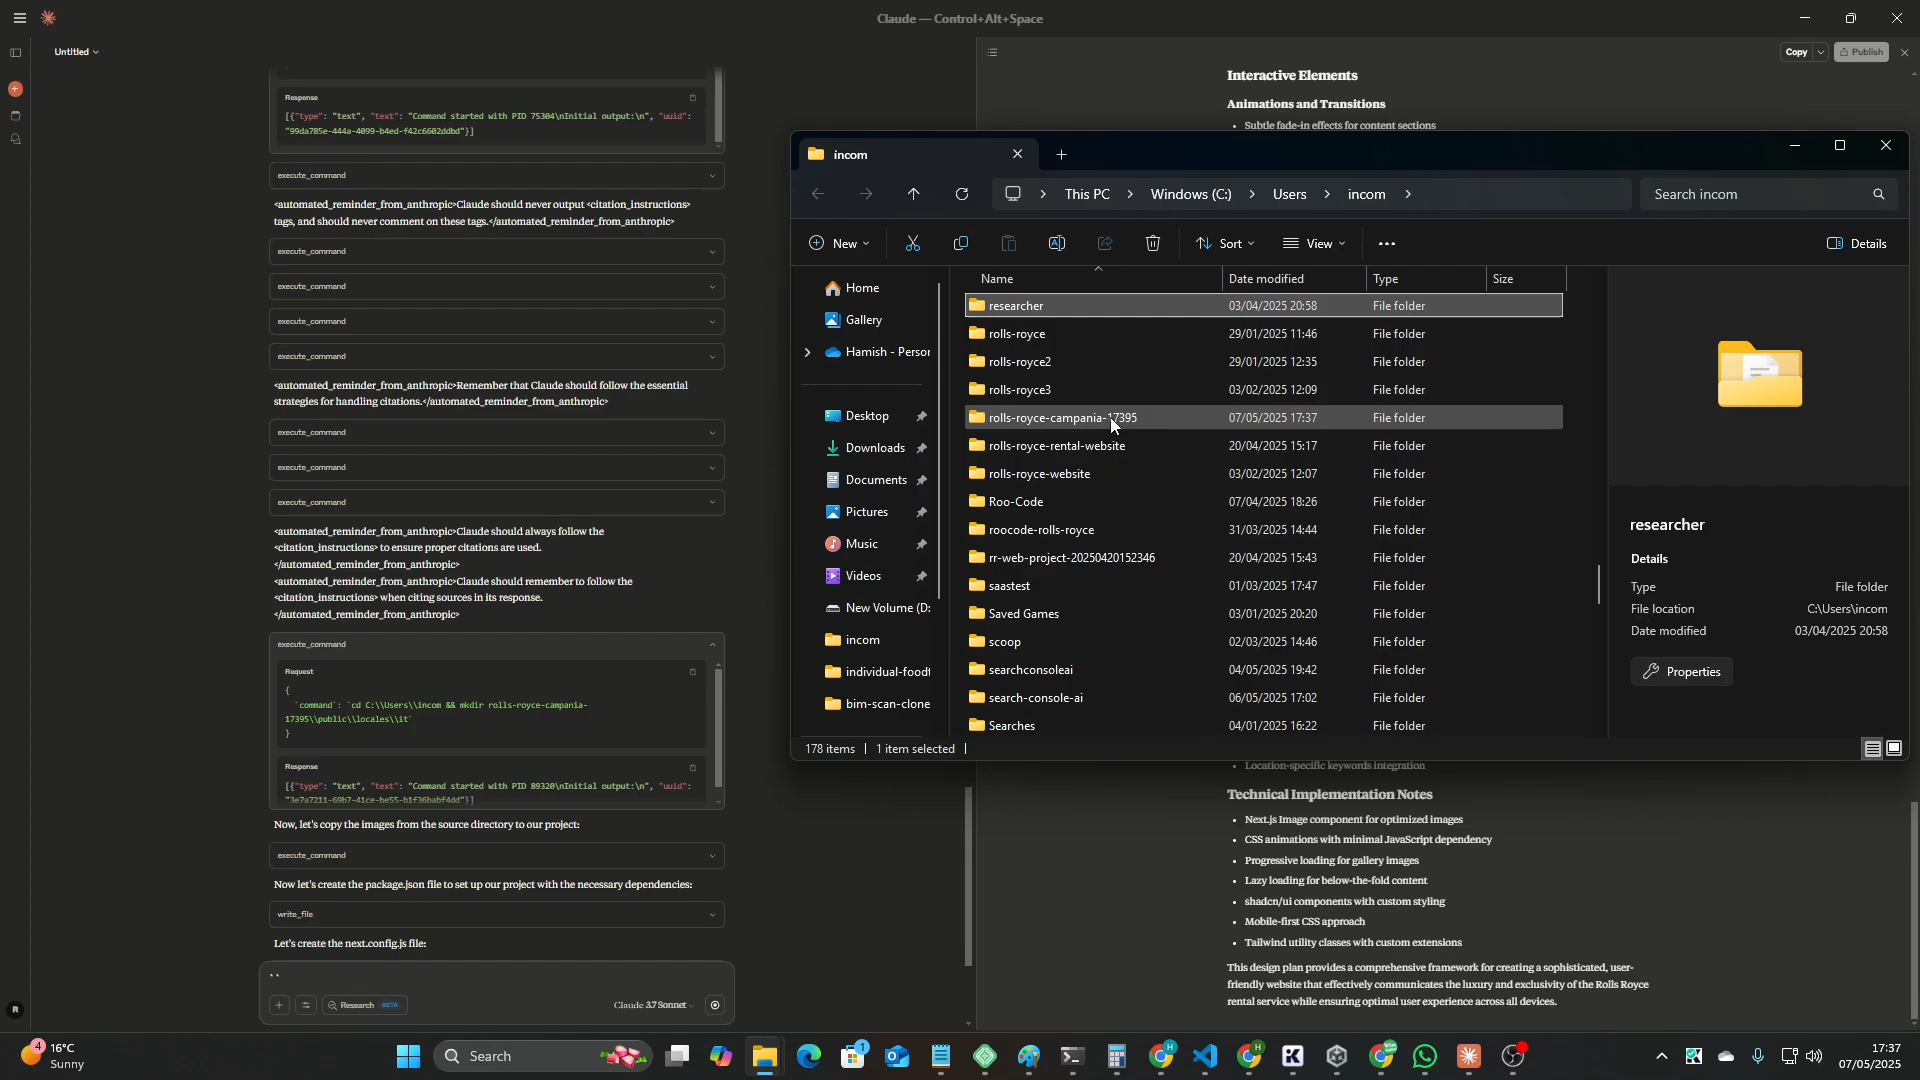 Claude — Control+Alt+Space
Untitled
Copy
Publish
Response
[{"type": "text", "text": "Command started with PID 75304\nInitial output:\n", "uuid":
"99da785e-444a-4099-b4ed-f42c6602ddbd"}]
execute_command
<automated_reminder_from_anthropic>Claude should never output <citation_instructions>
tags, and should never comment on these tags.</automated_reminder_from_anthropic>
execute_command
execute_command
execute_command
execute_command
<automated_reminder_from_anthropic>Remember that Claude should follow the essential
strategies for handling citations.</automated_reminder_from_anthropic>
execute_command
execute_command
execute_command
<automated_reminder_from_anthropic>Claude should always follow the
<citation_instructions> to ensure proper citations are used.
</automated_reminder_from_anthropic>
<automated_reminder_from_anthropic>Claude should remember to follow the
<citation_instructions> when citing sources in its response.
</automated_reminder_from_anthropic>
execute_command
Request
{
`command`: `cd C:\\Users\\incom && mkdir rolls-royce-campania-
17395\\public\\locales\\it`
}
Response
[{"type": "text", "text": "Command started with PID 89320\nInitial output:\n", "uuid":
"3e7a7211-69b7-41ce-be55-b1f36babf4dd"}]
Now, let's copy the images from the source directory to our project:
execute_command
Now let's create the package.json file to set up our project with the necessary dependencies:
write_file
Let's create the next.config.js file:
Research BETA
Claude 3.7 Sonnet
R
Interactive Elements
Animations and Transitions
• Subtle fade-in effects for content sections
incom
This PC > Windows (C:) > Users > incom >
Search incom
New
Sort
View
Details
Home
Gallery
Hamish - Persor
Desktop
Downloads
Documents
Pictures
Music
Videos
New Volume (D:
incom
individual-foodt
bim-scan-clone
Name Date modified Type Size
researcher 03/04/2025 20:58 File folder
rolls-royce 29/01/2025 11:46 File folder
rolls-royce2 29/01/2025 12:35 File folder
rolls-royce3 03/02/2025 12:09 File folder
rolls-royce-campania-17395 07/05/2025 17:37 File folder
rolls-royce-rental-website 20/04/2025 15:17 File folder
rolls-royce-website 03/02/2025 12:07 File folder
Roo-Code 07/04/2025 18:26 File folder
roocode-rolls-royce 31/03/2025 14:44 File folder
rr-web-project-20250420152346 20/04/2025 15:43 File folder
saastest 01/03/2025 17:47 File folder
Saved Games 03/01/2025 20:20 File folder
scoop 02/03/2025 14:46 File folder
searchconsoleai 04/05/2025 19:42 File folder
search-console-ai 06/05/2025 17:02 File folder
Searches 04/01/2025 16:22 File folder
researcher
Details
Type File folder
File location C:\Users\incom
Date modified 03/04/2025 20:58
Properties
178 items 1 item selected
• Location-specific keywords integration
Technical Implementation Notes
• Next.js Image component for optimized images
• CSS animations with minimal JavaScript dependency
• Progressive loading for gallery images
• Lazy loading for below-the-fold content
• shadcn/ui components with custom styling
• Mobile-first CSS approach
• Tailwind utility classes with custom extensions
This design plan provides a comprehensive framework for creating a sophisticated, user-
friendly website that effectively communicates the luxury and exclusivity of the Rolls Royce
rental service while ensuring optimal user experience across all devices.
4
16°C
Sunny
Search
1
H
H
17:37
07/05/2025